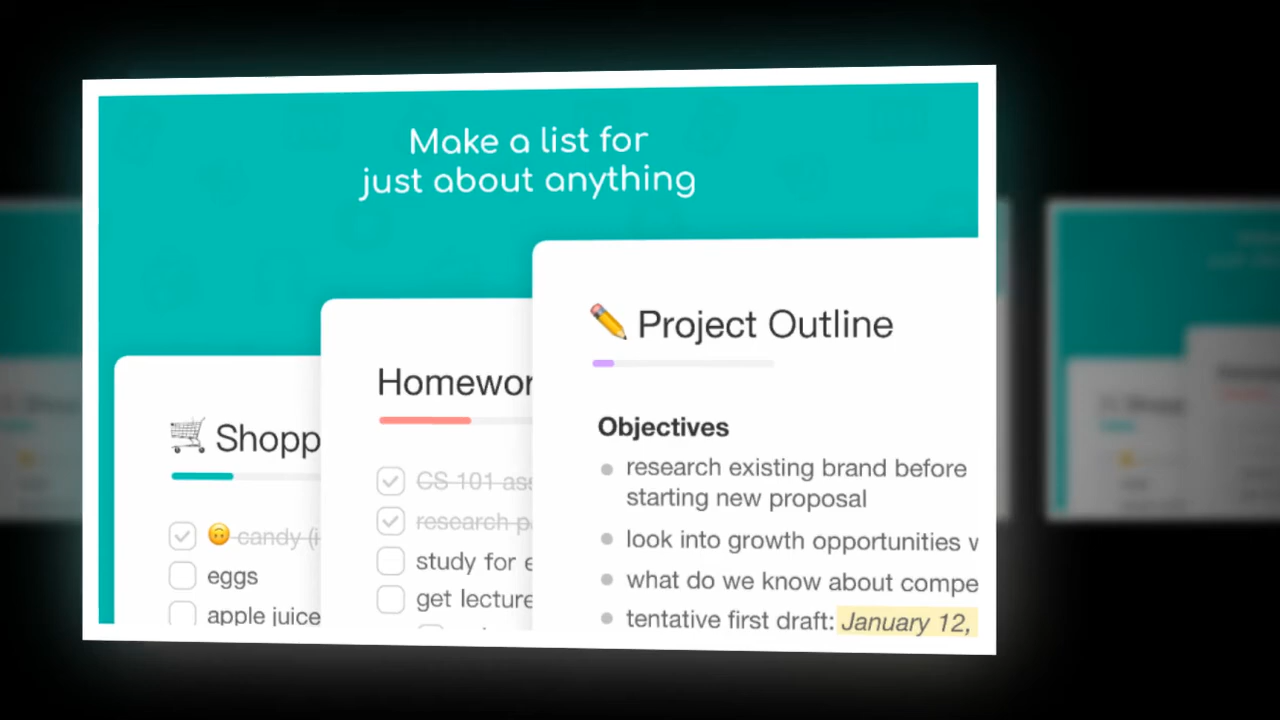 Make a list for
just about anything
Project Outline
Objectives
research existing brand before
starting new proposal
look into growth opportunities
what do we know about
tentative first draft: January 12,
Homewor
CS 101
research
study for
get lecture
Shopp
candy
eggs
apple juice